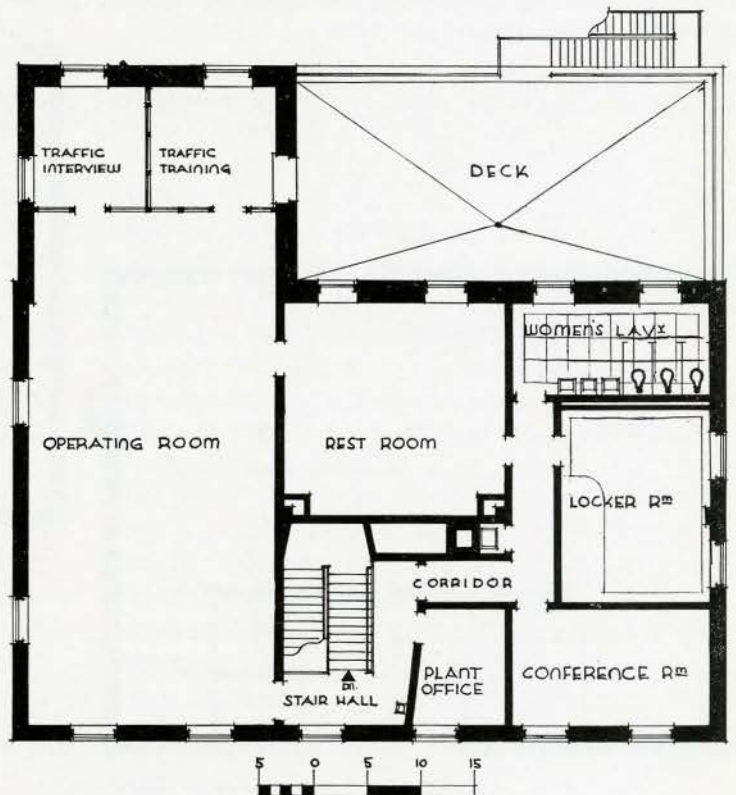 TRAFFIC
INTERVIEW
TRAFFIC
TRAINING
DECK
WOMEN'S LAVY
OPERATING ROOM
REST ROOM
LOCKER RM
CORRIDOR
PLANT
OFFICE
CONFERENCE RM
DN.
STAIR HALL
5 0 5 10 15